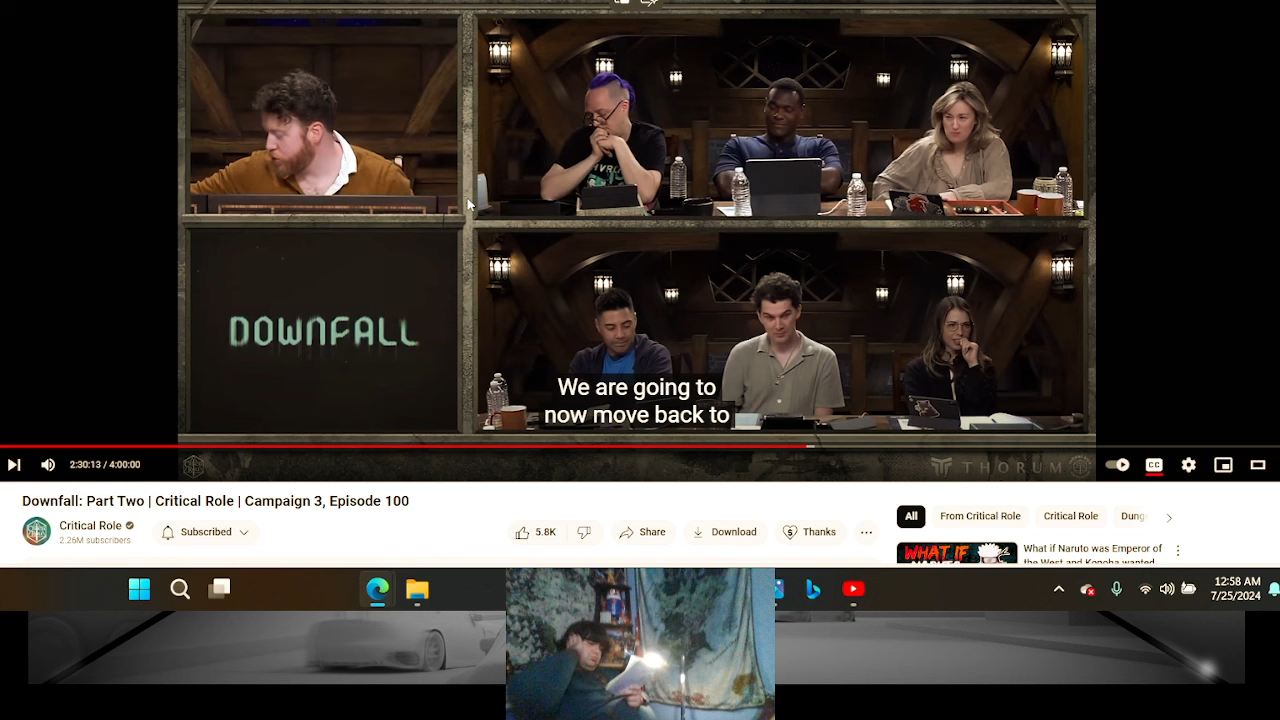 DOWNFALL
We are going to
now move back to
2:30:13 / 4:00:00
THORUM
CC
Downfall: Part Two | Critical Role | Campaign 3, Episode 100
Critical Role
2.26M subscribers
Subscribed
5.8K
Share
Download
Thanks
All
From Critical Role
Critical Role
Dung
WHAT IF
What if Naruto was Emperor of
the West and Konoha wanted
12:58 AM
7/25/2024